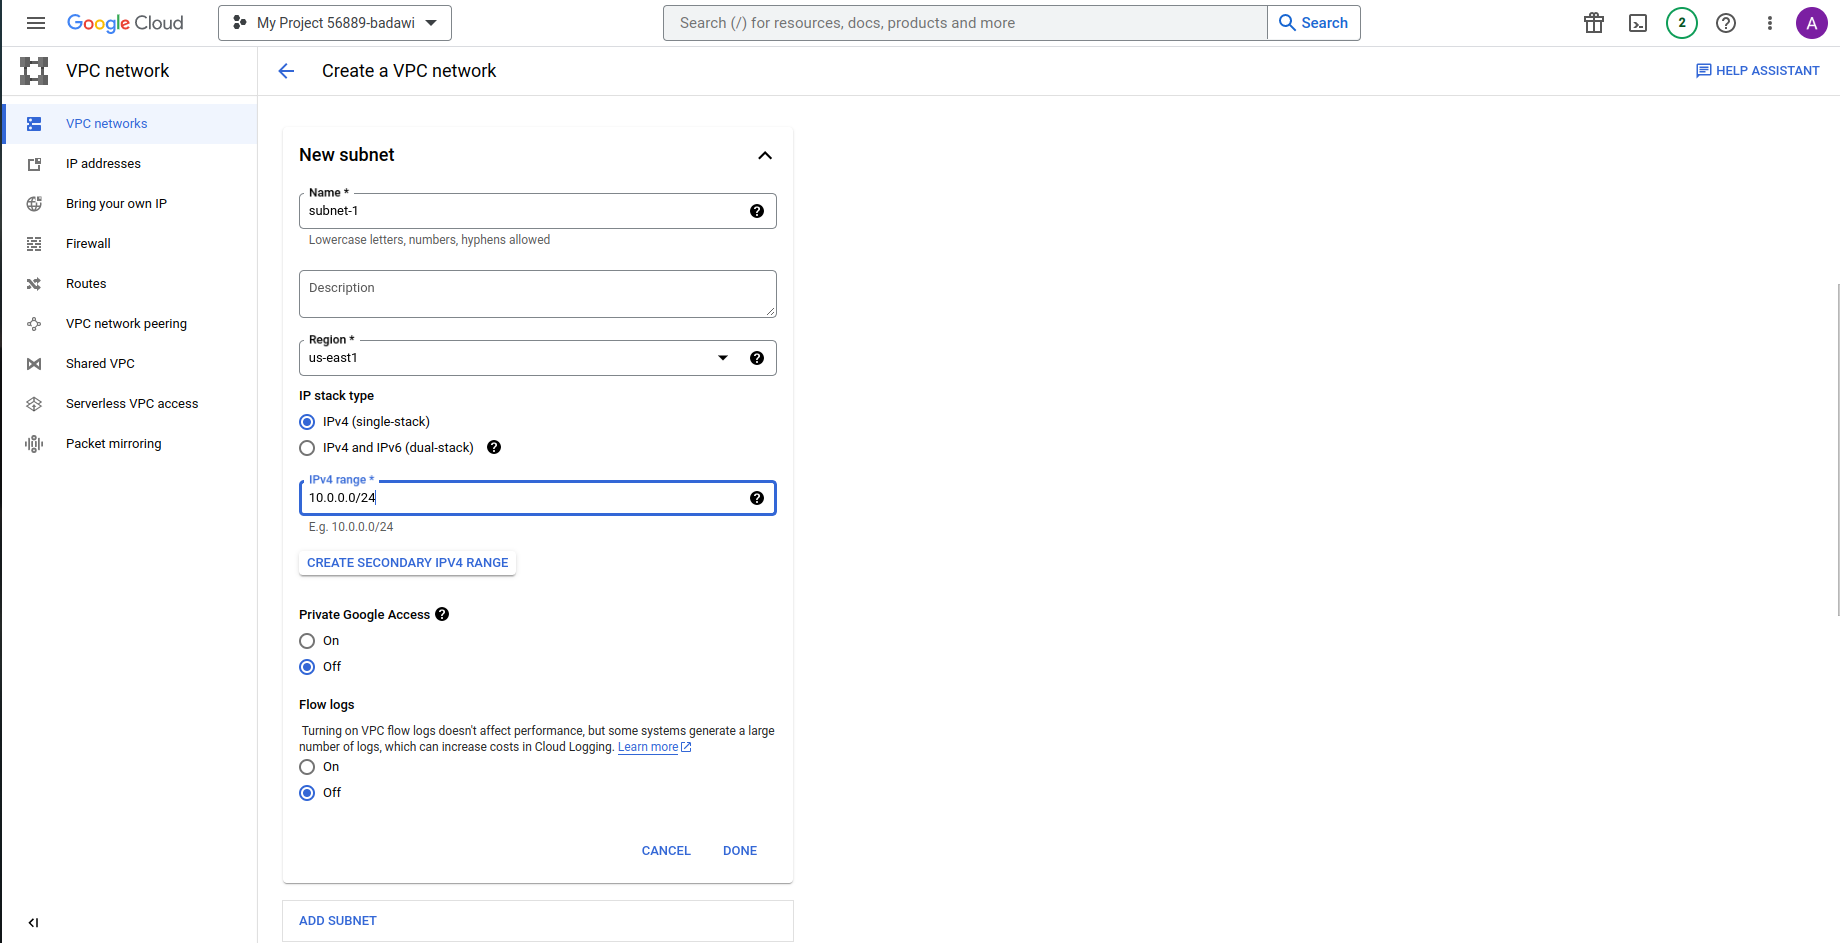 Google Cloud
My Project 56889-badawi
Search (/) for resources, docs, products and more
Search
2
A
VPC network
Create a VPC network
HELP ASSISTANT
VPC networks
IP addresses
Bring your own IP
Firewall
Routes
VPC network peering
Shared VPC
Serverless VPC access
Packet mirroring
New subnet
Name *
subnet-1
Lowercase letters, numbers, hyphens allowed
Description
Region *
us-east1
IP stack type
IPv4 (single-stack)
IPv4 and IPv6 (dual-stack)
IPv4 range *
10.0.0.0/24
E.g. 10.0.0.0/24
CREATE SECONDARY IPV4 RANGE
Private Google Access
On
Off
Flow logs
Turning on VPC flow logs doesn't affect performance, but some systems generate a large
number of logs, which can increase costs in Cloud Logging. Learn more
On
Off
CANCEL DONE
ADD SUBNET